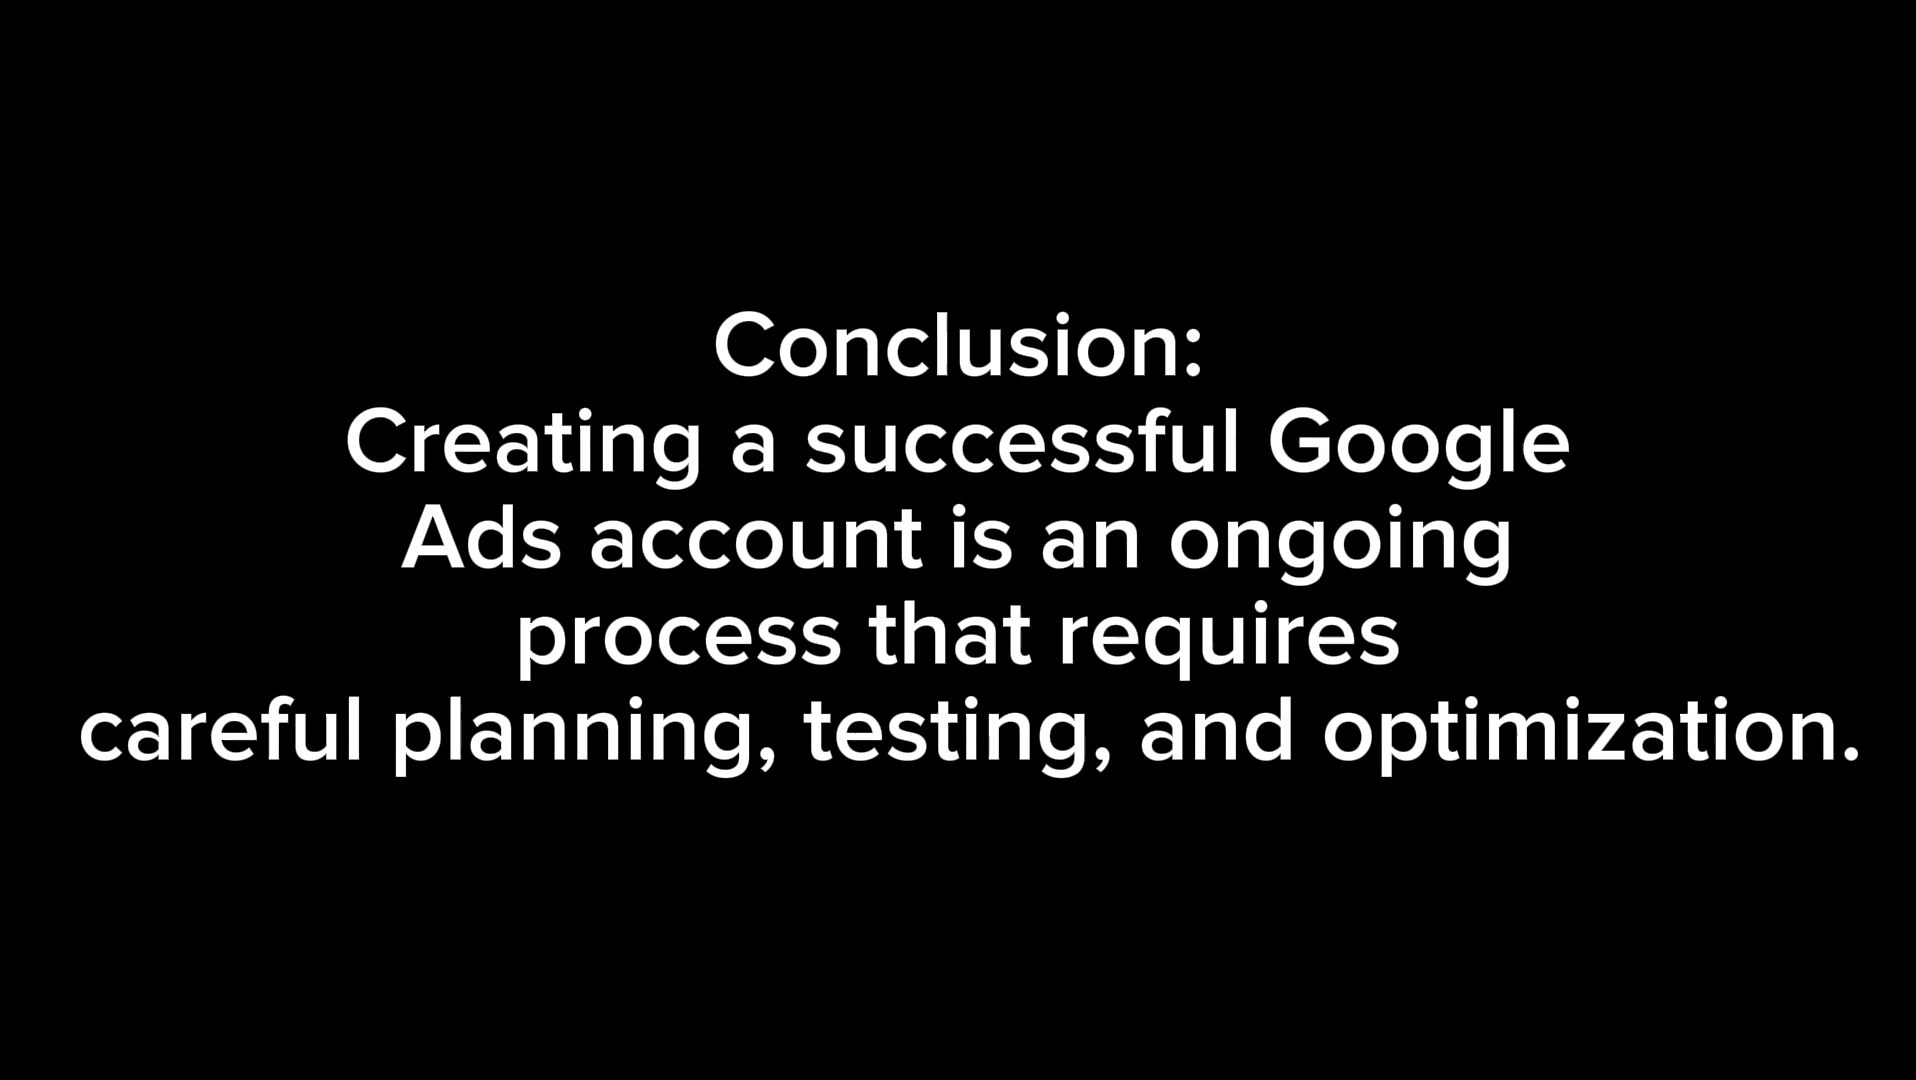 Conclusion:
Creating a successful Google
Ads account is an ongoing
process that requires
careful planning, testing, and optimization.